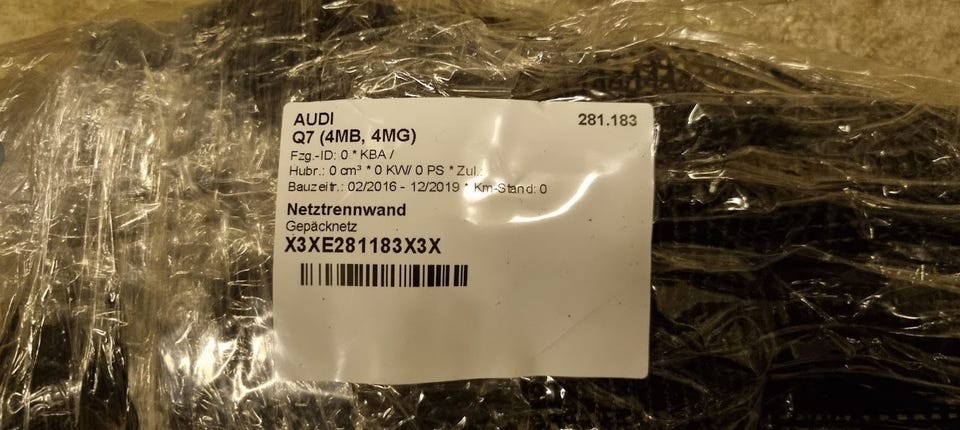 AUDI
281.183
Q7 (4MB, 4MG)
Fzg.-ID: 0 * KBA /
Hubr.: 0 cm³ * 0 KW/ 0 PS * Zul.:
Bauzeitr.: 02/2016 - 12/2019 * Km-Stand: 0
Netztrennwand
Gepäcknetz
X3XE281183X3X